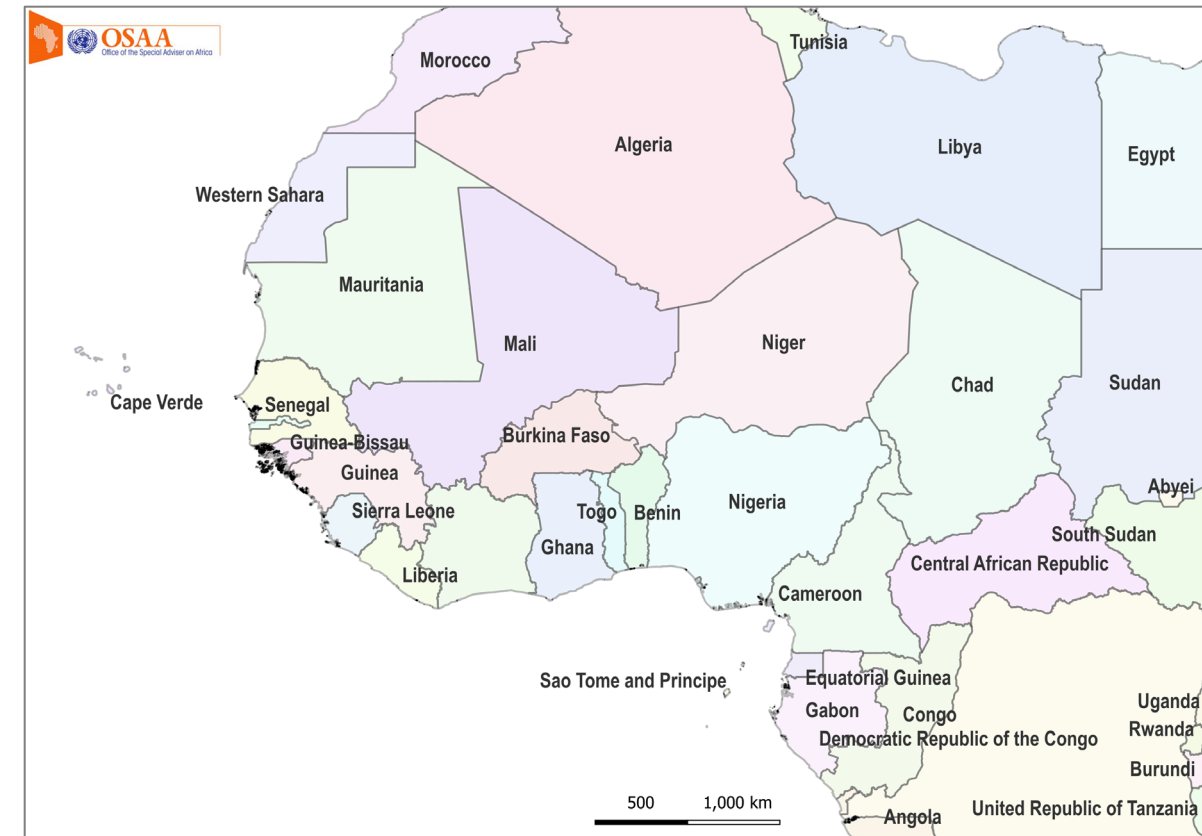 OSAA
Office of the Special Adviser on Africa
Tunisia
Morocco
Algeria
Libya
Egypt
Western Sahara
Mauritania
Mali
Niger
Chad
Sudan
Cape Verde
Senegal
Guinea-Bissau
Burkina Faso
Guinea
Abyei
Nigeria
Sierra Leone
Togo
Benin
South Sudan
Ghana
Central African Republic
Liberia
Cameroon
Sao Tome and Principe
Equatorial Guinea
Gabon
Congo
Uganda
Rwanda
Democratic Republic of the Congo
Burundi
500 1,000 km
Angola
United Republic of Tanzania